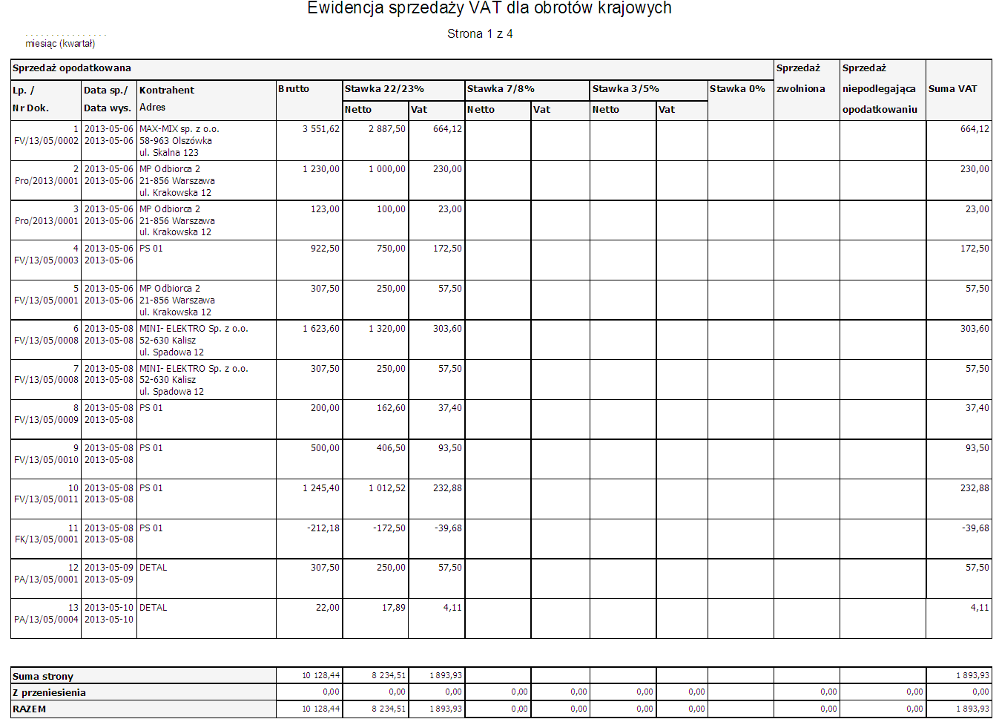 Ewidencja sprzedaży VAT dla obrotów krajowych
Strona 1 z 4
miesiąc (kwartał)
Sprzedaż opodatkowana Sprzedaż zwolniona Sprzedaż niepodlegająca opodatkowaniu Suma VAT
Lp. / Data sp./ Kontrahent Brutto Stawka 22/23% Stawka 7/8% Stawka 3/5% Stawka 0%
Nr Dok. Data wys. Adres Netto Vat Netto Vat Netto Vat
1 2013-05-06 MAX-MIX sp. z o.o. 3 551,62 2 887,50 664,12 664,12
FV/13/05/0002 2013-05-06 58-963 Olszówka
ul. Skalna 123
2 2013-05-06 MP Odbiorca 2 1 230,00 1 000,00 230,00 230,00
Pro/2013/0001 2013-05-06 21-856 Warszawa
ul. Krakowska 12
3 2013-05-06 MP Odbiorca 2 123,00 100,00 23,00 23,00
Pro/2013/0001 2013-05-06 21-856 Warszawa
ul. Krakowska 12
4 2013-05-06 PS 01 922,50 750,00 172,50 172,50
FV/13/05/0003 2013-05-06
5 2013-05-06 MP Odbiorca 2 307,50 250,00 57,50 57,50
FV/13/05/0001 2013-05-06 21-856 Warszawa
ul. Krakowska 12
6 2013-05-08 MINI- ELEKTRO Sp. z o.o. 1 623,60 1 320,00 303,60 303,60
FV/13/05/0008 2013-05-08 52-630 Kalisz
ul. Spadowa 12
7 2013-05-08 MINI- ELEKTRO Sp. z o.o. 307,50 250,00 57,50 57,50
FV/13/05/0008 2013-05-08 52-630 Kalisz
ul. Spadowa 12
8 2013-05-08 PS 01 200,00 162,60 37,40 37,40
FV/13/05/0009 2013-05-08
9 2013-05-08 PS 01 500,00 406,50 93,50 93,50
FV/13/05/0010 2013-05-08
10 2013-05-08 PS 01 1 245,40 1 012,52 232,88 232,88
FV/13/05/0011 2013-05-08
11 2013-05-08 PS 01 -212,18 -172,50 -39,68 -39,68
FK/13/05/0001 2013-05-08
12 2013-05-09 DETAL 307,50 250,00 57,50 57,50
PA/13/05/0001 2013-05-09
13 2013-05-10 DETAL 22,00 17,89 4,11 4,11
PA/13/05/0004 2013-05-10
Suma strony 10 128,44 8 234,51 1 893,93 1 893,93
Z przeniesienia 0,00 0,00 0,00 0,00 0,00 0,00 0,00 0,00 0,00 0,00
RAZEM 10 128,44 8 234,51 1 893,93 0,00 0,00 0,00 0,00 0,00 0,00 1 893,93